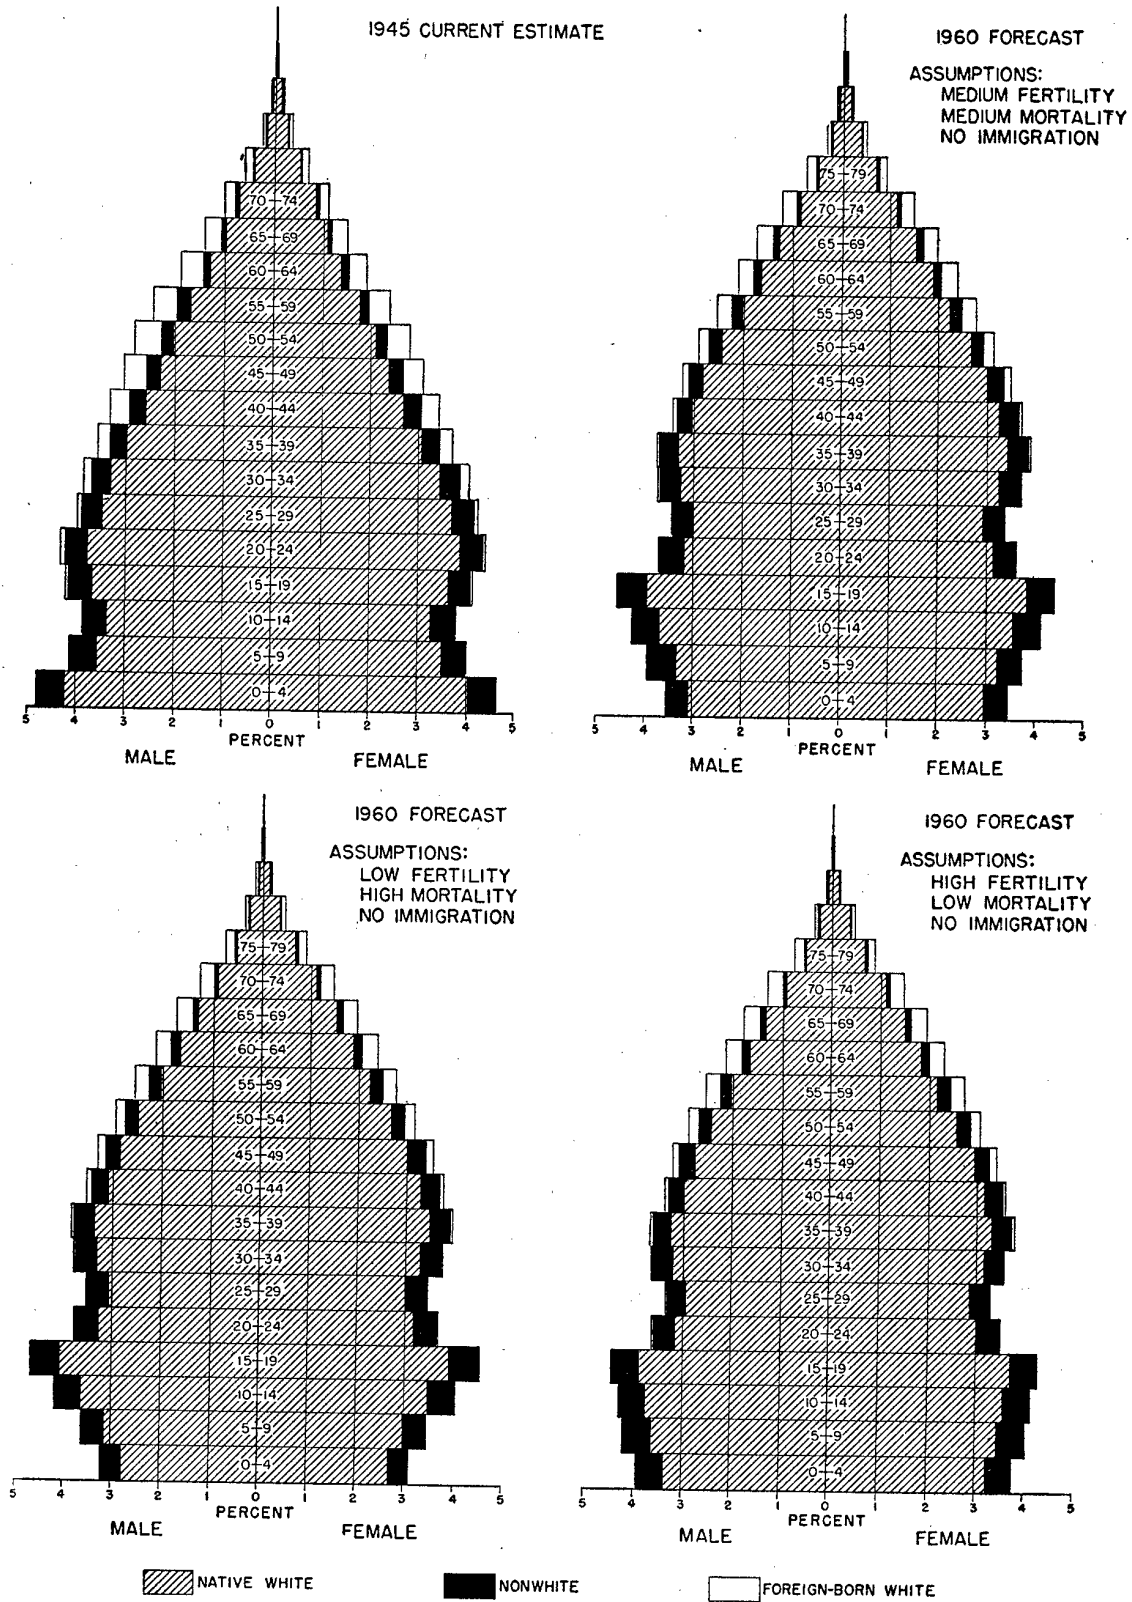 1945 CURRENT ESTIMATE
70-74
65-69
60-64
55-59
50-54
45-49
40-44
35-39
30-34
25-29
20-24
15-19
10-14
5-9
0-4
5 4 3 2 1 0 1 2 3 4 5
PERCENT
MALE FEMALE
1960 FORECAST
ASSUMPTIONS:
MEDIUM FERTILITY
MEDIUM MORTALITY
NO IMMIGRATION
75-79
70-74
65-69
60-64
55-59
50-54
45-49
40-44
35-39
30-34
25-29
20-24
15-19
10-14
5-9
0-4
5 4 3 2 1 0 1 2 3 4 5
PERCENT
MALE FEMALE
1960 FORECAST
ASSUMPTIONS:
LOW FERTILITY
HIGH MORTALITY
NO IMMIGRATION
75-79
70-74
65-69
60-64
55-59
50-54
45-49
40-44
35-39
30-34
25-29
20-24
15-19
10-14
5-9
0-4
5 4 3 2 1 0 1 2 3 4 5
PERCENT
MALE FEMALE
1960 FORECAST
ASSUMPTIONS:
HIGH FERTILITY
LOW MORTALITY
NO IMMIGRATION
75-79
70-74
65-69
60-64
55-59
50-54
45-49
40-44
35-39
30-34
25-29
20-24
15-19
10-14
5-9
0-4
5 4 3 2 1 0 1 2 3 4 5
PERCENT
MALE FEMALE
NATIVE WHITE NONWHITE FOREIGN-BORN WHITE